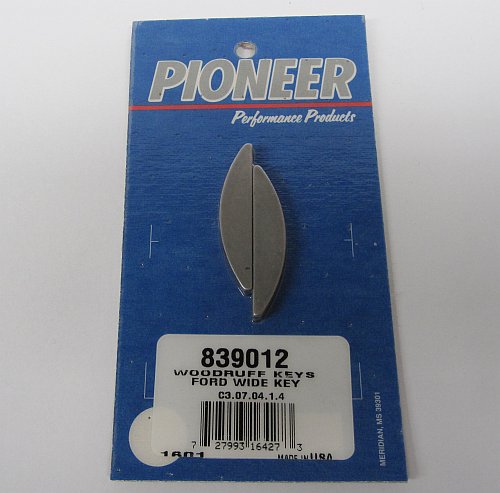 PIONEER
Performance Products
839012
WOODRUFF KEYS
FORD WIDE KEY
C3.07.04.1.4
7 27993 16427 3
1601 MADE IN USA
MERIDIAN, MS 39301